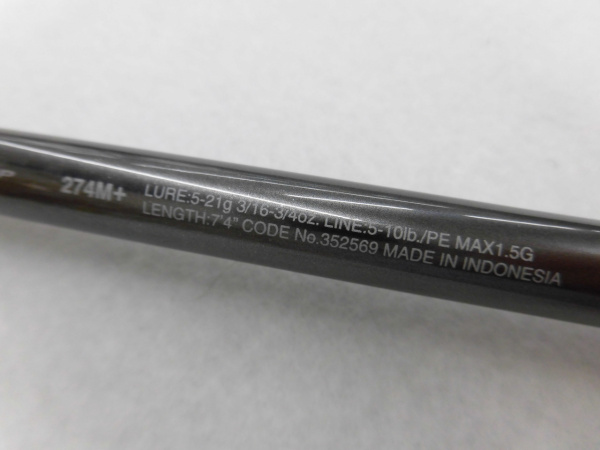 274M+ LURE:5-21g 3/16-3/4oz. LINE:5-10lb./PE MAX1.5G
LENGTH:7'4" CODE No.352569 MADE IN INDONESIA